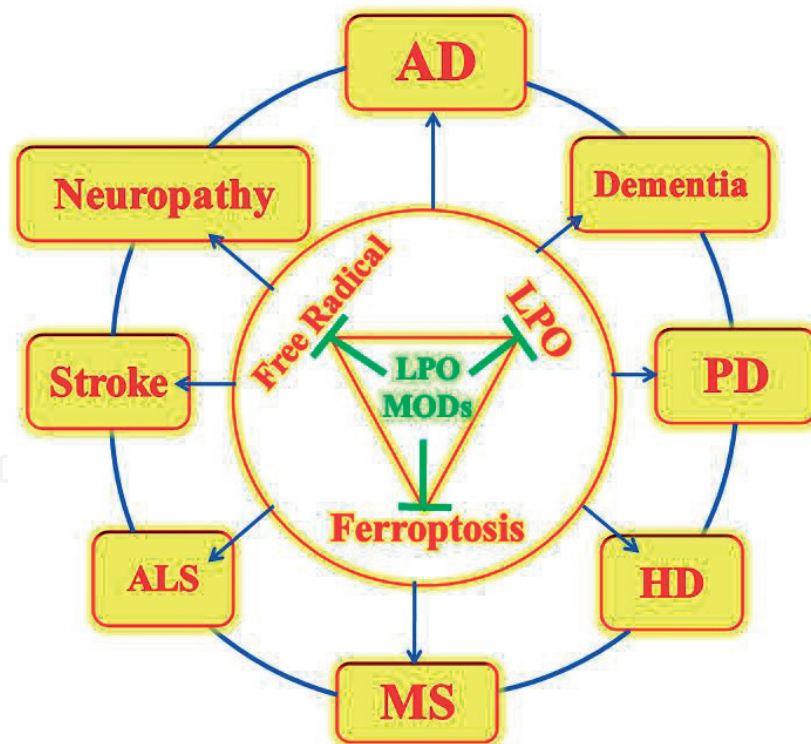 AD
Neuropathy
Dementia
Free Radical
LPO
LPO
MODs
Stroke
PD
Ferroptosis
ALS
HD
MS